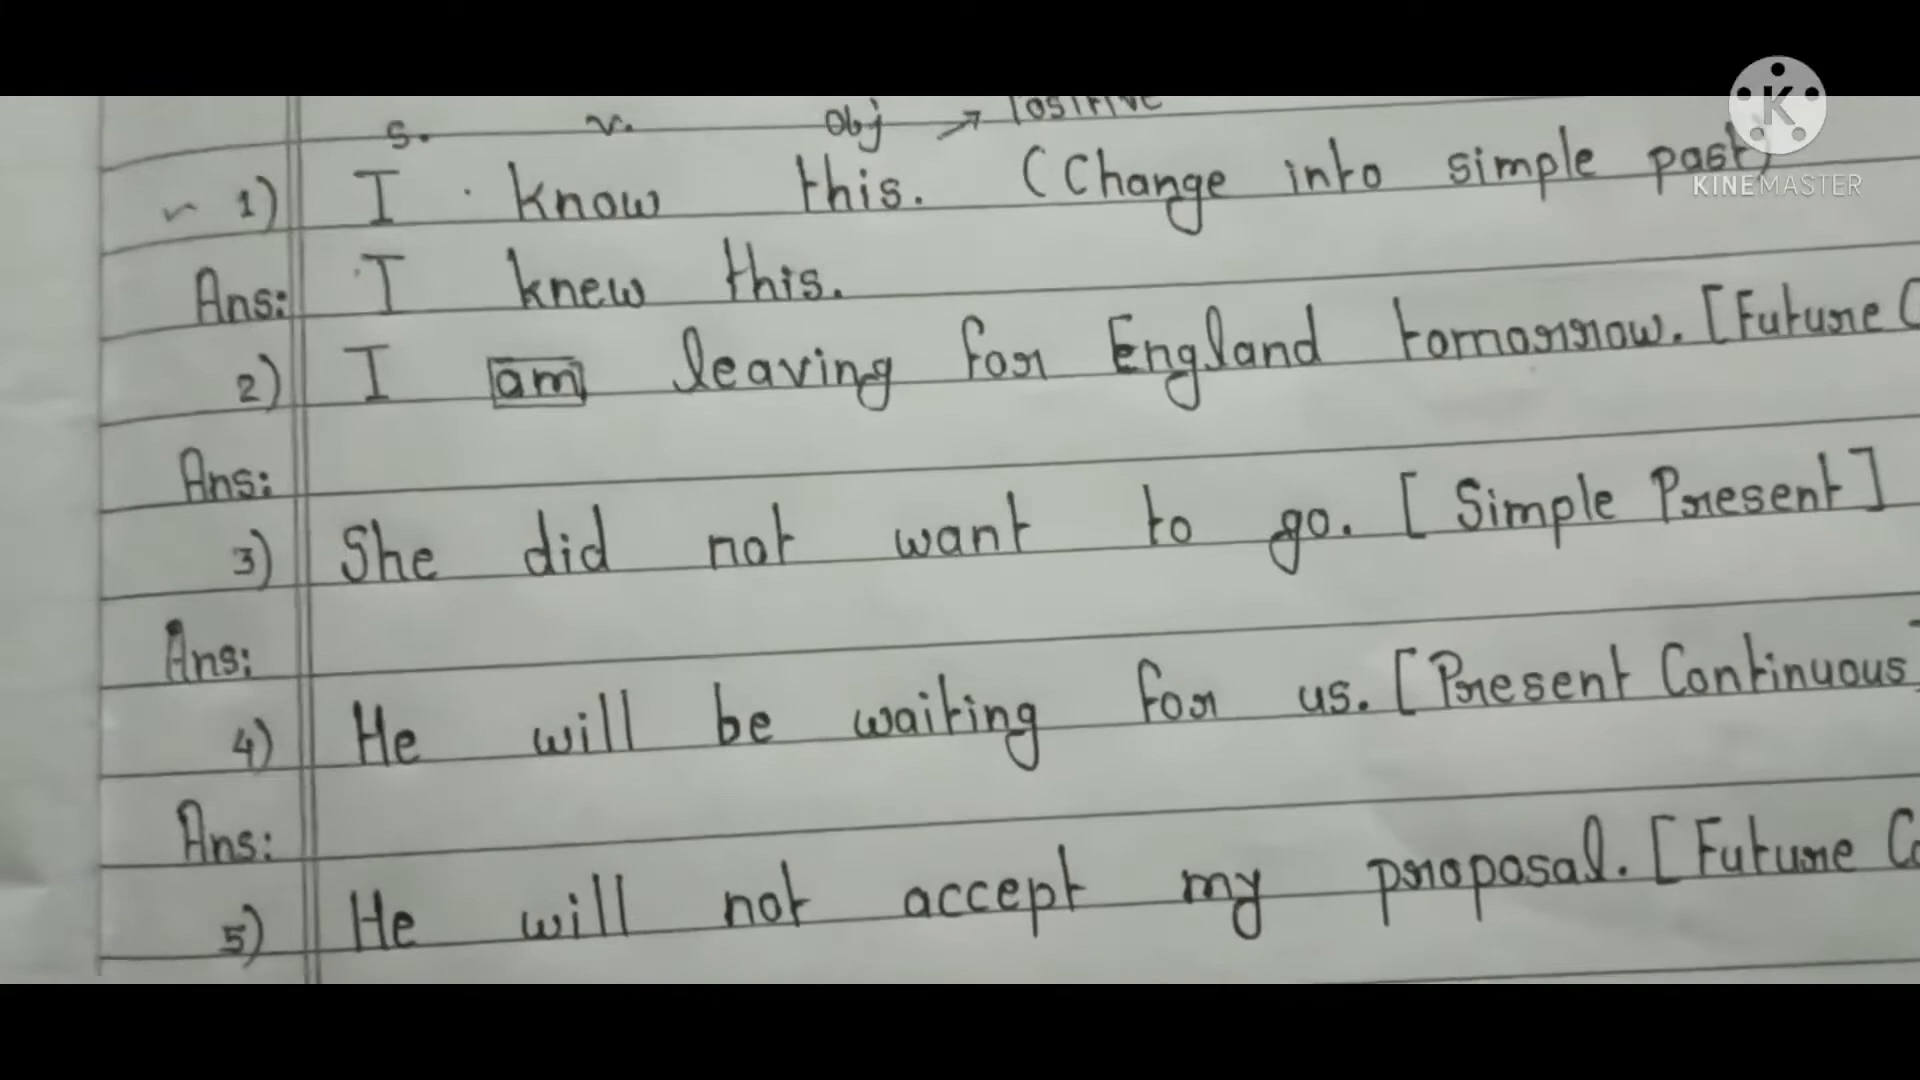 s. v. obj → Positive
1) I know this. (Change into simple past)
KINEMASTER
Ans: I knew this.
2) I am leaving for England tomorrow. [Future
Ans:
3) She did not want to go. [Simple Present]
Ans:
4) He will be waiting for us. [Present Continuous]
Ans:
5) He will not accept my proposal. [Future